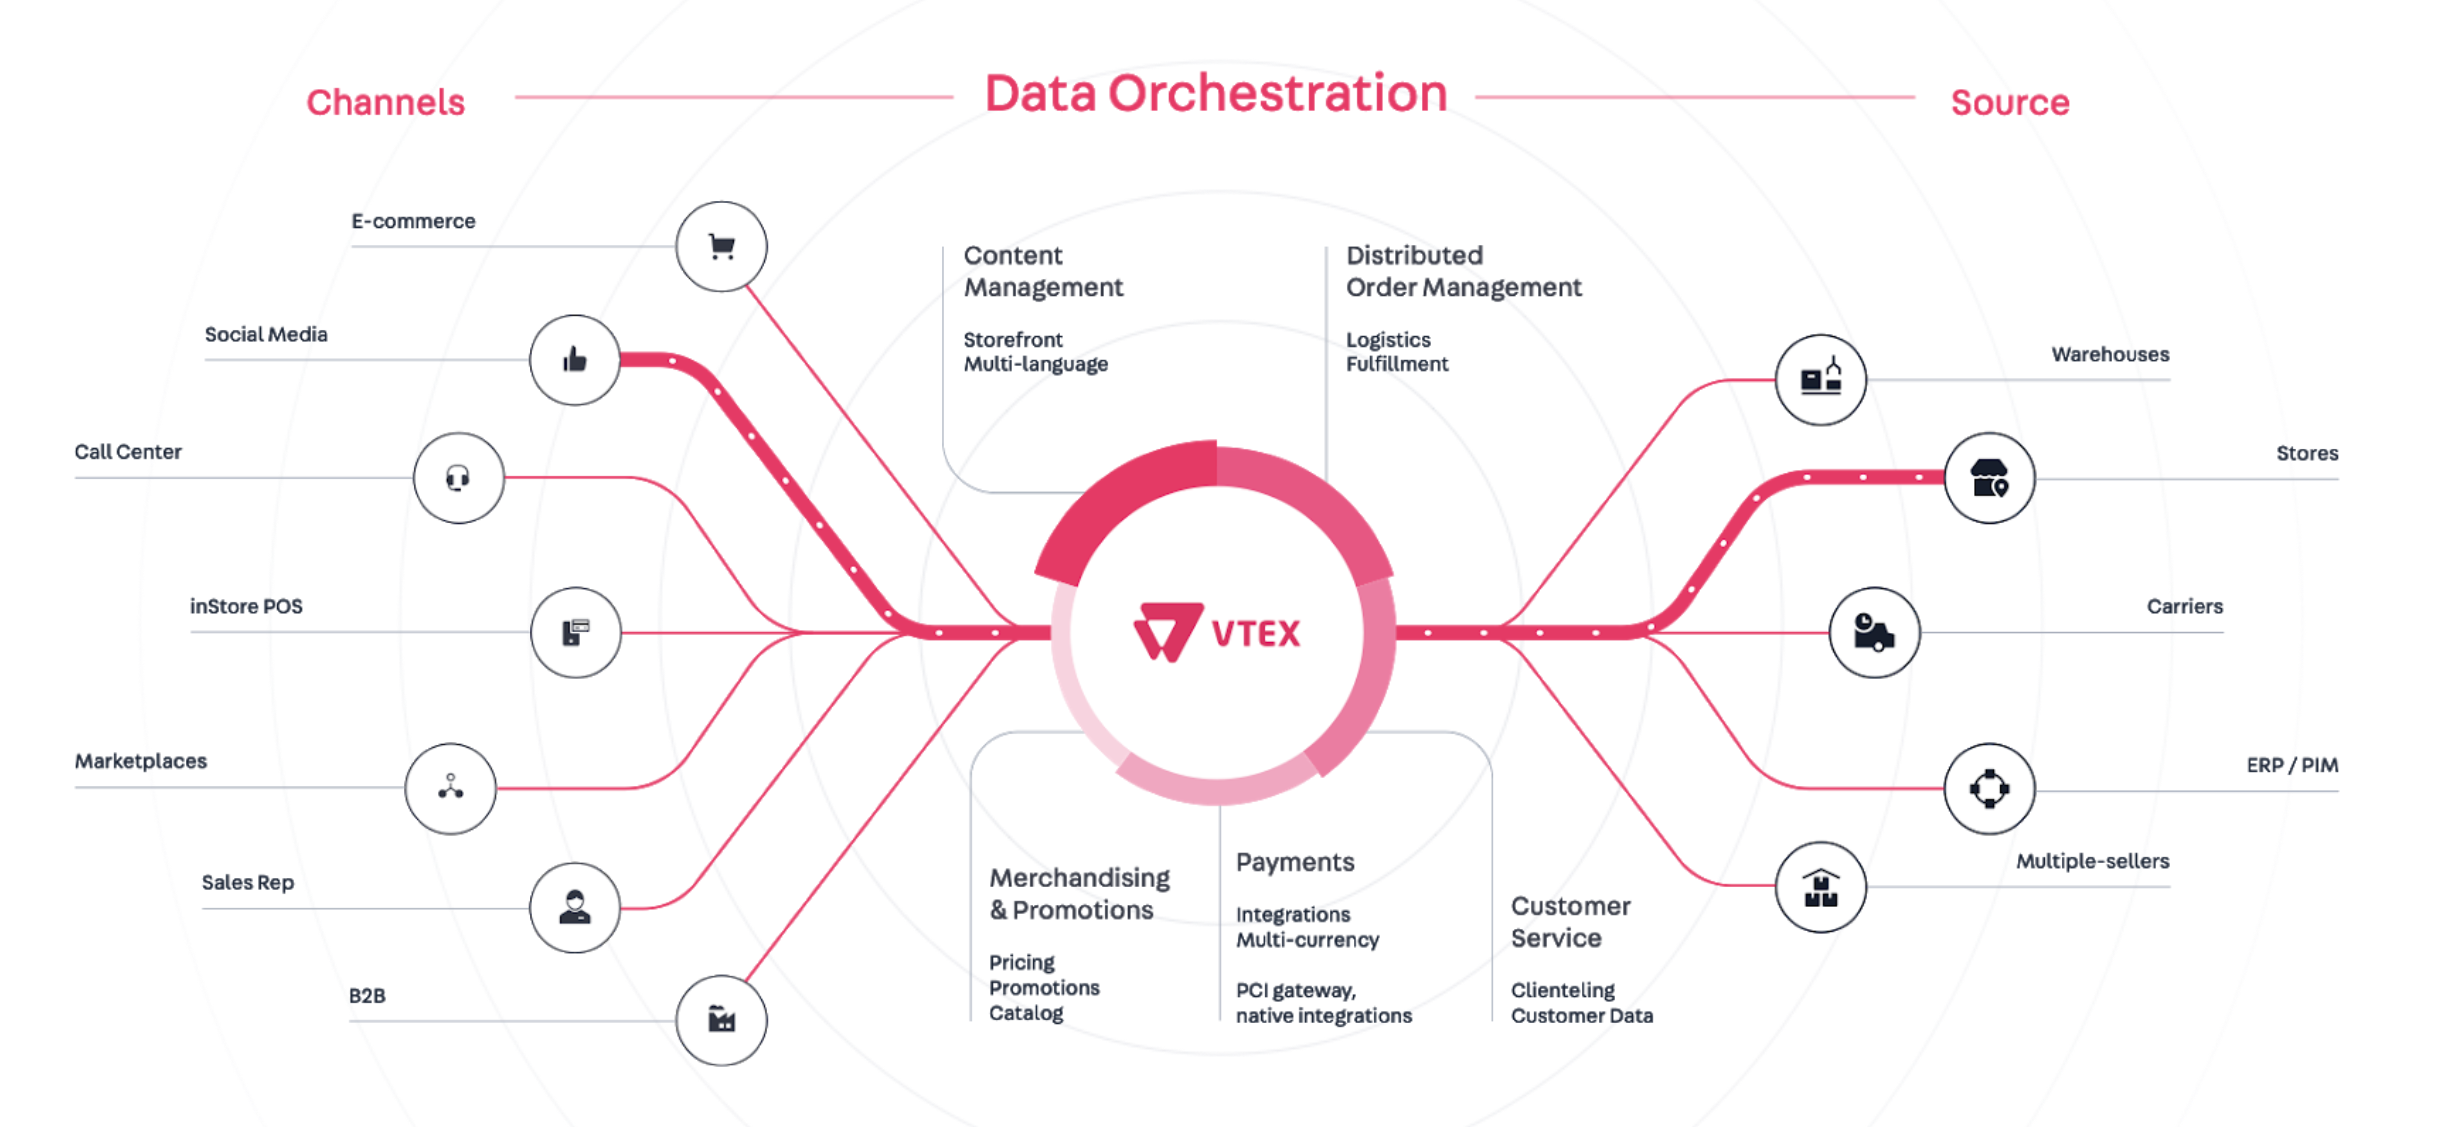 Channels
Data Orchestration
Source
E-commerce
Social Media
Call Center
inStore POS
Marketplaces
Sales Rep
B2B
Content
Management
Storefront
Multi-language
Distributed
Order Management
Logistics
Fulfillment
VTEX
Merchandising
& Promotions
Pricing
Promotions
Catalog
Payments
Integrations
Multi-currency
PCI gateway,
native integrations
Customer
Service
Clienteling
Customer Data
Warehouses
Stores
Carriers
ERP / PIM
Multiple-sellers